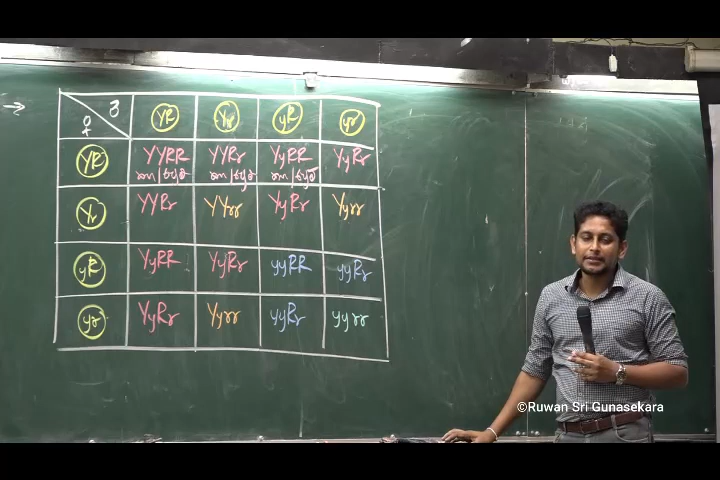 →
♀ ♂ YR Yr yR yr
YR YYRR YYRr YyRR YyRr
Yr YYRr YYrr YyRr Yyrr
yR YyRR YyRr yyRR yyRr
yr YyRr Yyrr yyRr yyrr
©Ruwan Sri Gunasekara